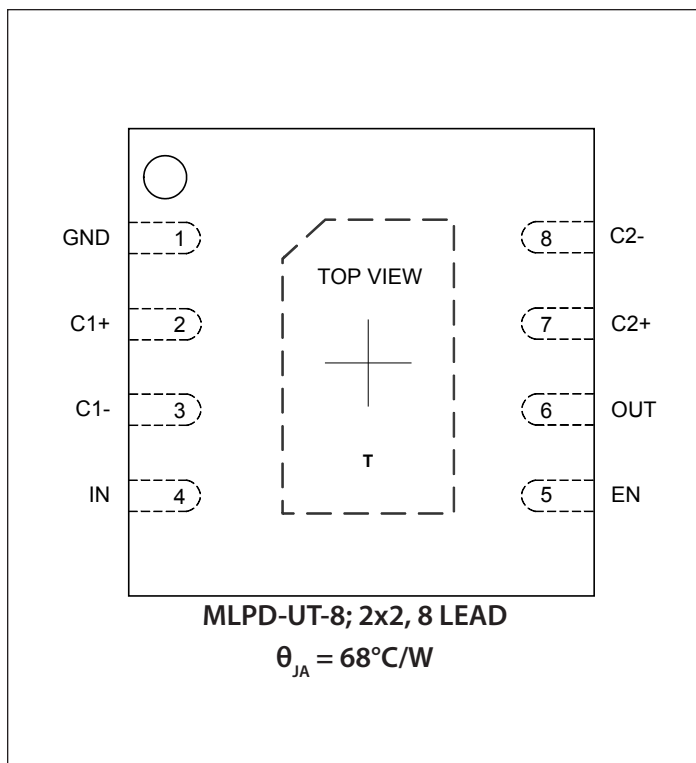 GND 1 8 C2-
TOP VIEW
C1+ 2 7 C2+
C1- 3 6 OUT
T
IN 4 5 EN
MLPD-UT-8; 2x2, 8 LEAD
θJA = 68°C/W